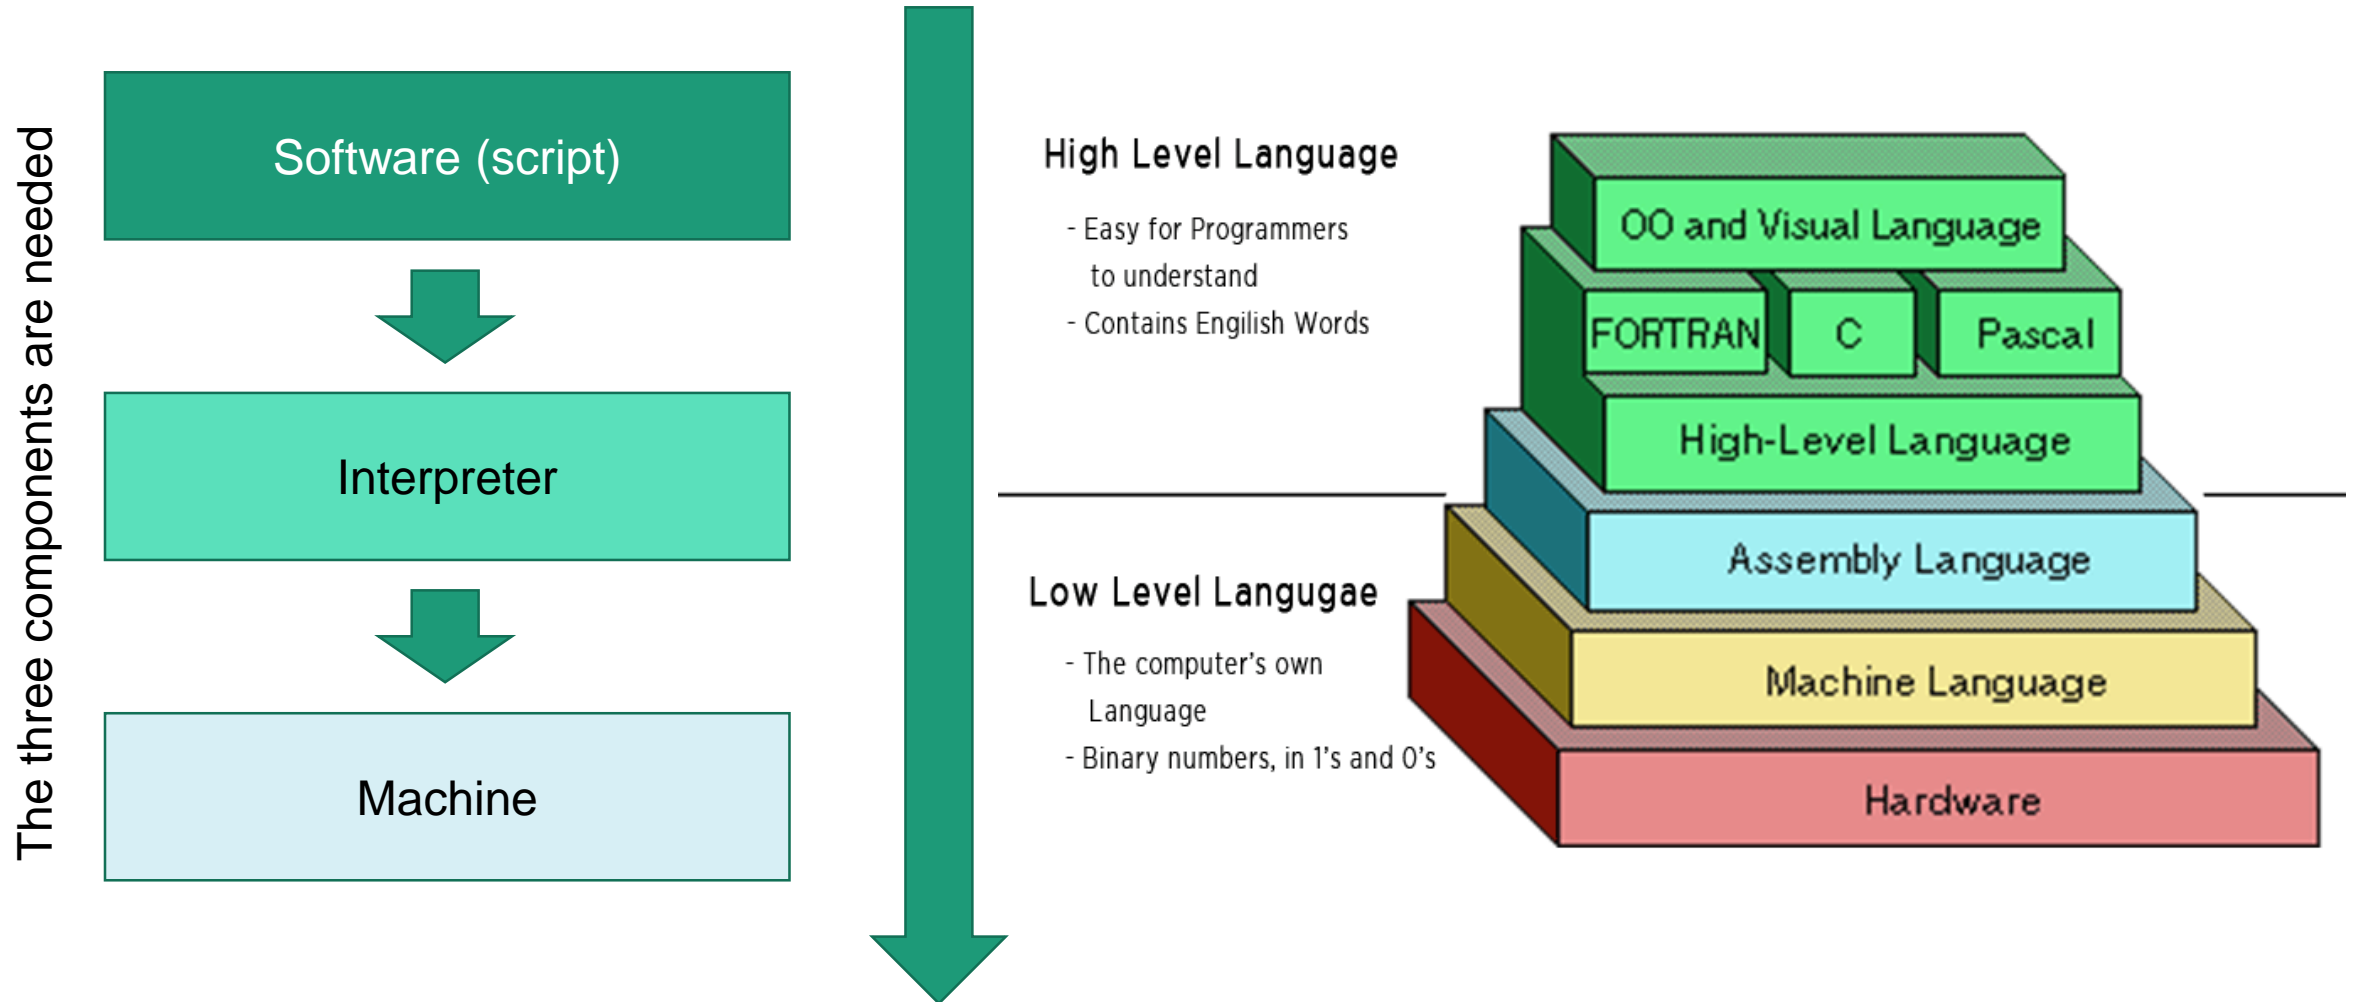 The three components are needed
Software (script)
Interpreter
Machine
High Level Language
- Easy for Programmers
to understand
- Contains Engilish Words
Low Level Langugae
- The computer's own
Language
- Binary numbers, in 1's and 0's
OO and Visual Language
FORTRAN
C
Pascal
High-Level Language
Assembly Language
Machine Language
Hardware